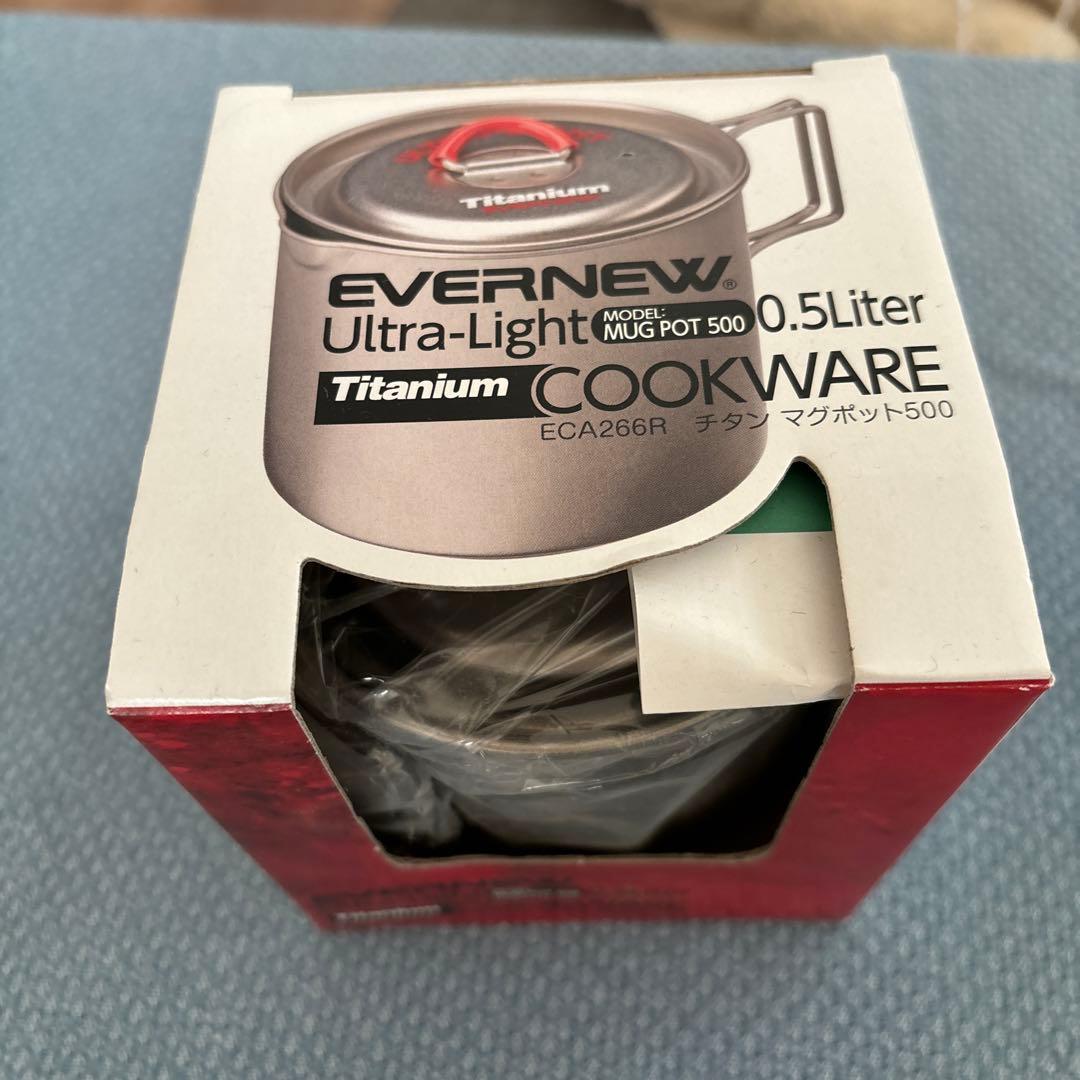 Titanium
EVERNEW®
Ultra-Light MODEL: MUG POT 500 0.5Liter
Titanium COOKWARE
ECA266R チタン マグポット500
Titanium